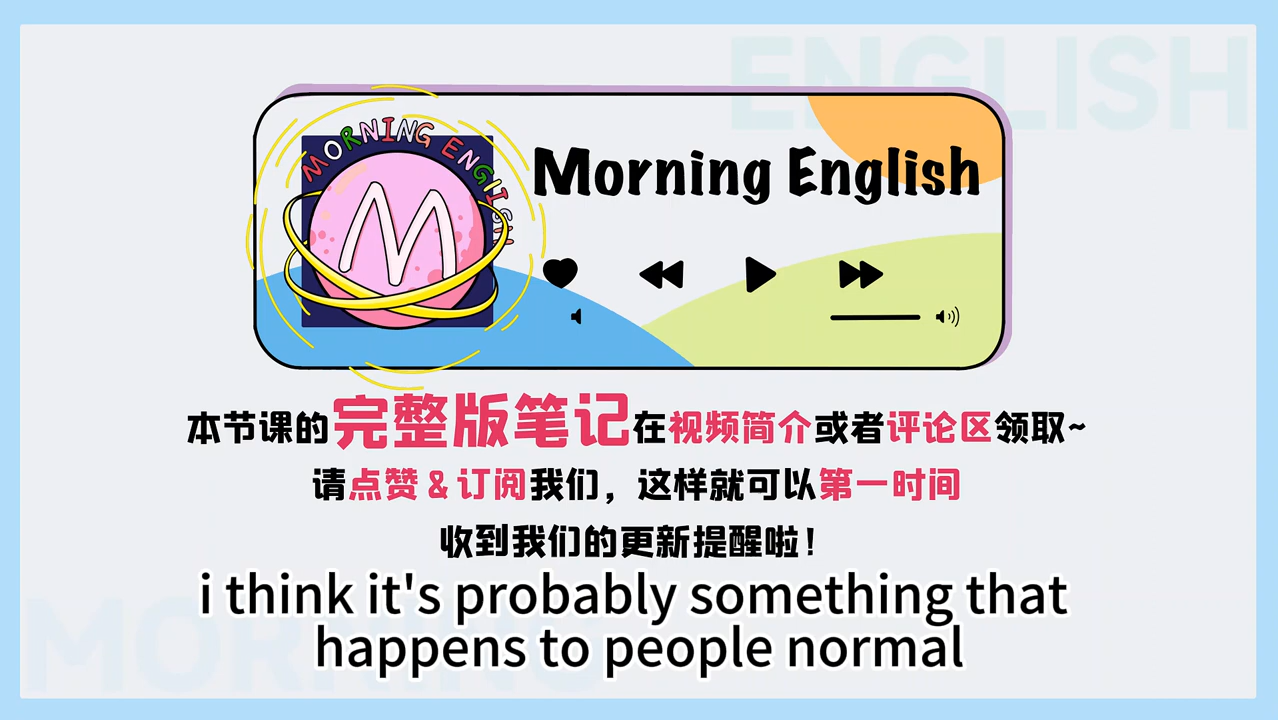 ENGLISH
MORNING ENGLISH
M
Morning English
本节课的完整版笔记在视频简介或者评论区领取~
请点赞&订阅我们，这样就可以第一时间
收到我们的更新提醒啦！
i think it's probably something that
happens to people normal
MORNING